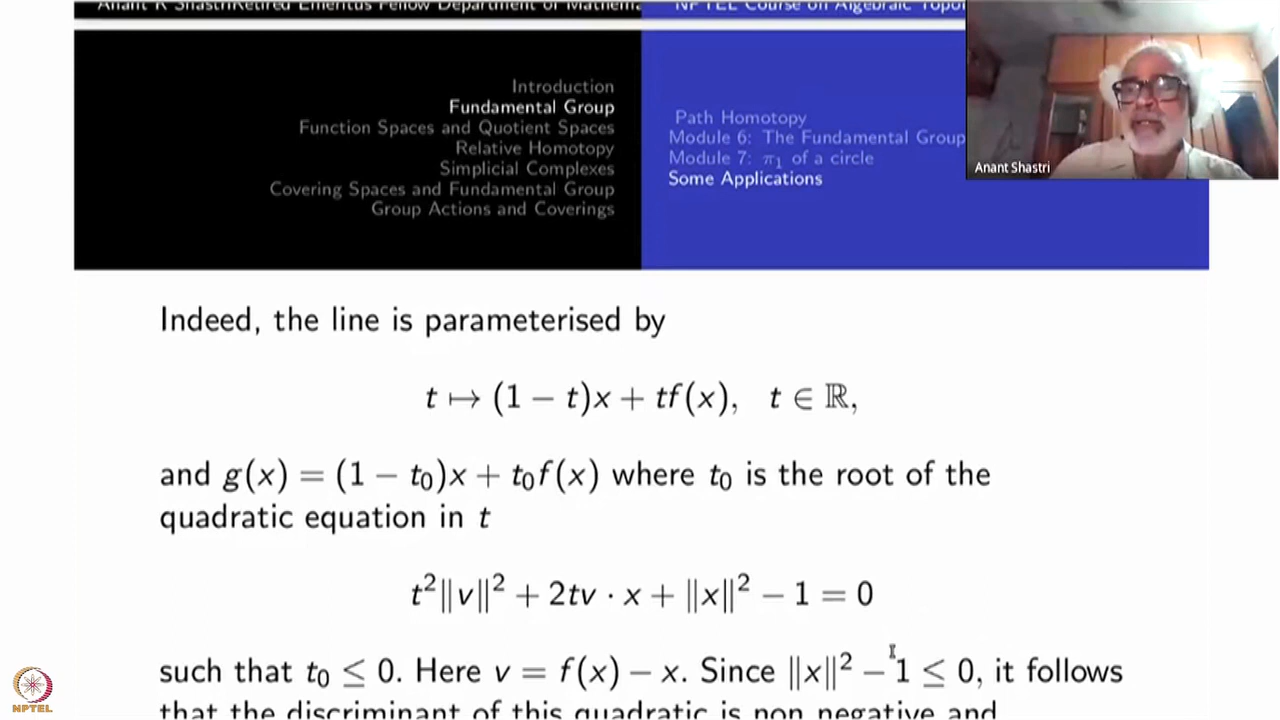 Anant R Shastri Retired Emeritus Fellow Department of Mathema
NPTEL Course on Algebraic Topol
Introduction
Fundamental Group
Function Spaces and Quotient Spaces
Relative Homotopy
Simplicial Complexes
Covering Spaces and Fundamental Group
Group Actions and Coverings
Path Homotopy
Module 6: The Fundamental Group
Module 7: π₁ of a circle
Some Applications
Anant Shastri
Indeed, the line is parameterised by
t ↦ (1 − t)x + tf(x), t ∈ ℝ,
and g(x) = (1 − t₀)x + t₀f(x) where t₀ is the root of the
quadratic equation in t
t²‖v‖² + 2tv · x + ‖x‖² − 1 = 0
such that t₀ ≤ 0. Here v = f(x) − x. Since ‖x‖² − 1 ≤ 0, it follows
that the discriminant of this quadratic is non negative and
NPTEL